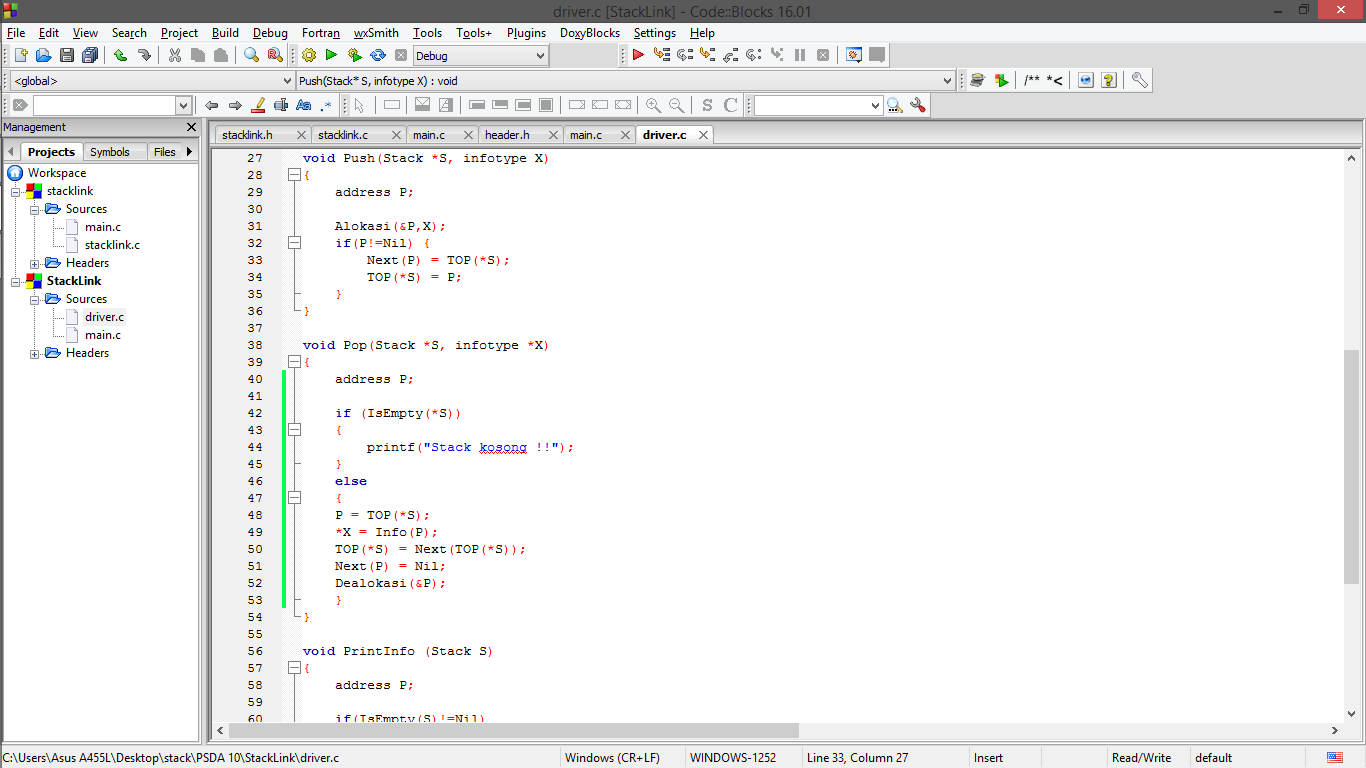 driver.c [StackLink] - Code::Blocks 16.01
File Edit View Search Project Build Debug Fortran wxSmith Tools Tools+ Plugins DoxyBlocks Settings Help
Debug
<global> Push(Stack* S, infotype X) : void /** *<
Aa .* S C
Management
Projects Symbols Files
stacklink.h stacklink.c main.c header.h main.c driver.c
Workspace
stacklink
Sources
main.c
stacklink.c
Headers
StackLink
Sources
driver.c
main.c
Headers
27 void Push(Stack *S, infotype X)
28 {
29     address P;
30
31     Alokasi(&P,X);
32     if(P!=Nil) {
33         Next(P) = TOP(*S);
34         TOP(*S) = P;
35     }
36 }
37
38 void Pop(Stack *S, infotype *X)
39 {
40     address P;
41
42     if (IsEmpty(*S))
43     {
44         printf("Stack kosong !!");
45     }
46     else
47     {
48     P = TOP(*S);
49     *X = Info(P);
50     TOP(*S) = Next(TOP(*S));
51     Next(P) = Nil;
52     Dealokasi(&P);
53     }
54 }
55
56 void PrintInfo (Stack S)
57 {
58     address P;
59
60     if(IsEmpty(S)!=Nil)
C:\Users\Asus A455L\Desktop\stack\PSDA 10\StackLink\driver.c Windows (CR+LF) WINDOWS-1252 Line 33, Column 27 Insert Read/Write default